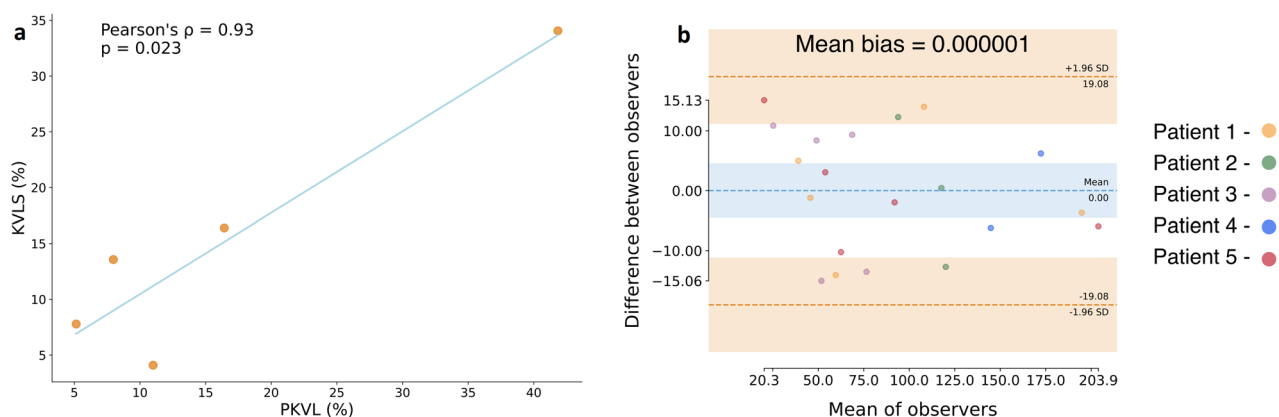 a
Pearson's ρ = 0.93
p = 0.023
35
30
25
20
15
10
5
KVLS (%)
5 10 15 20 25 30 35 40
PKVL (%)
b
Mean bias = 0.000001
+1.96 SD
19.08
15.13
10.00
0.00
−10.00
−15.06
Mean
0.00
-19.08
-1.96 SD
Difference between observers
20.3 50.0 75.0 100.0 125.0 150.0 175.0 203.9
Mean of observers
Patient 1 -
Patient 2 -
Patient 3 -
Patient 4 -
Patient 5 -